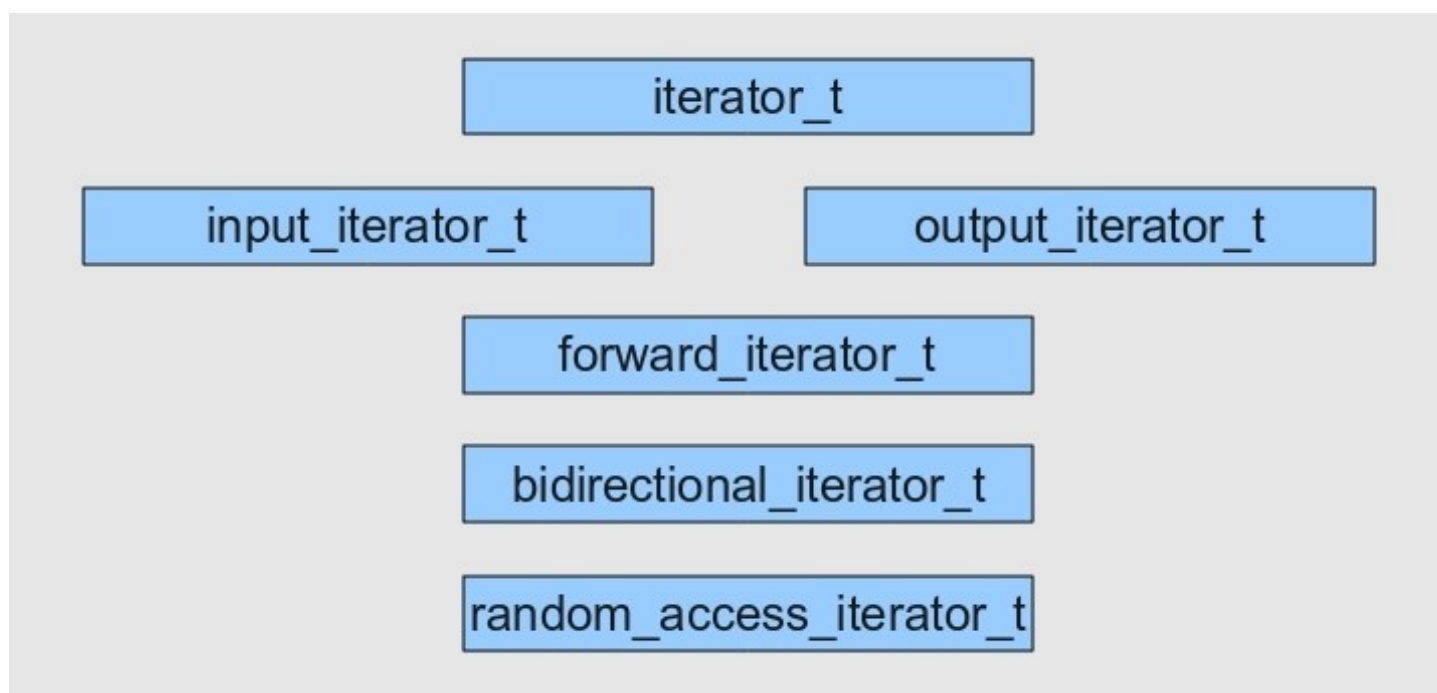 iterator_t
input_iterator_t
output_iterator_t
forward_iterator_t
bidirectional_iterator_t
random_access_iterator_t